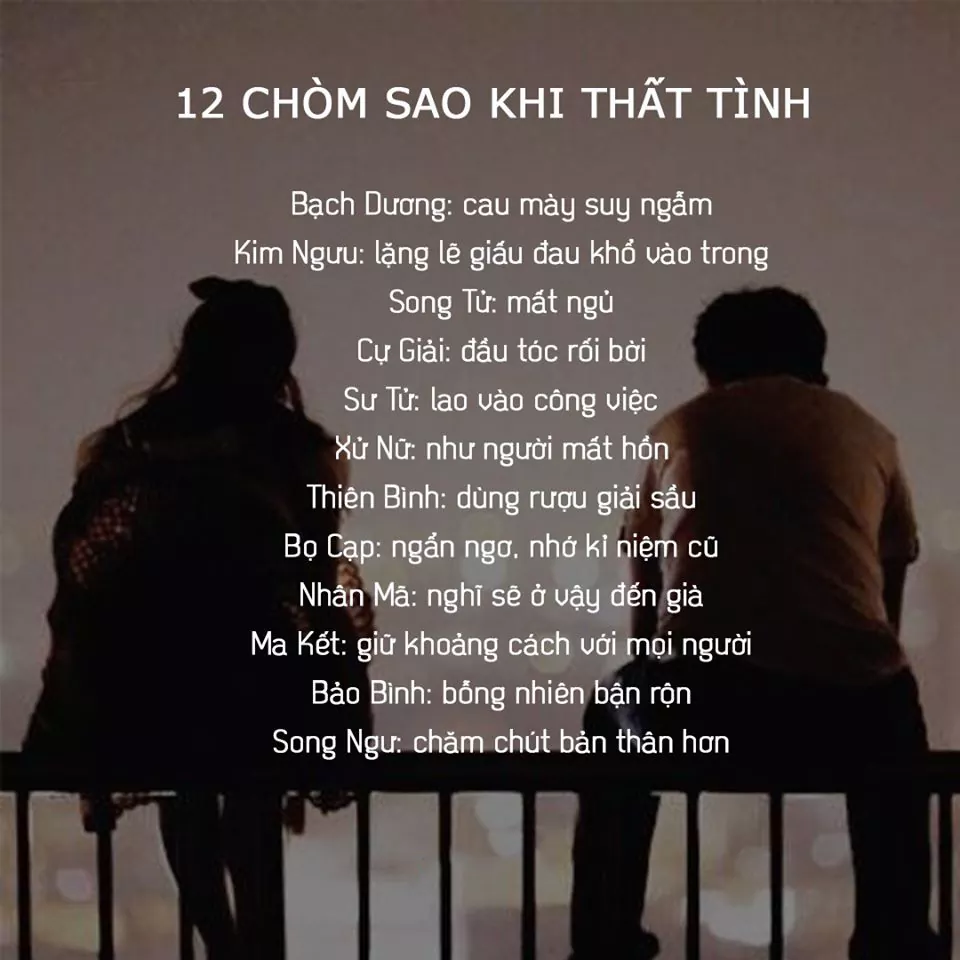 12 CHÒM SAO KHI THẤT TÌNH
Bạch Dương: cau mày suy ngẫm
Kim Ngưu: lặng lẽ giấu đau khổ vào trong
Song Tử: mất ngủ
Cự Giải: đầu tóc rối bời
Sư Tử: lao vào công việc
Xử Nữ: như người mất hồn
Thiên Bình: dùng rượu giải sầu
Bọ Cạp: ngẩn ngơ, nhớ kỉ niệm cũ
Nhân Mã: nghĩ sẽ ở vậy đến già
Ma Kết: giữ khoảng cách với mọi người
Bảo Bình: bỗng nhiên bận rộn
Song Ngư: chăm chút bản thân hơn